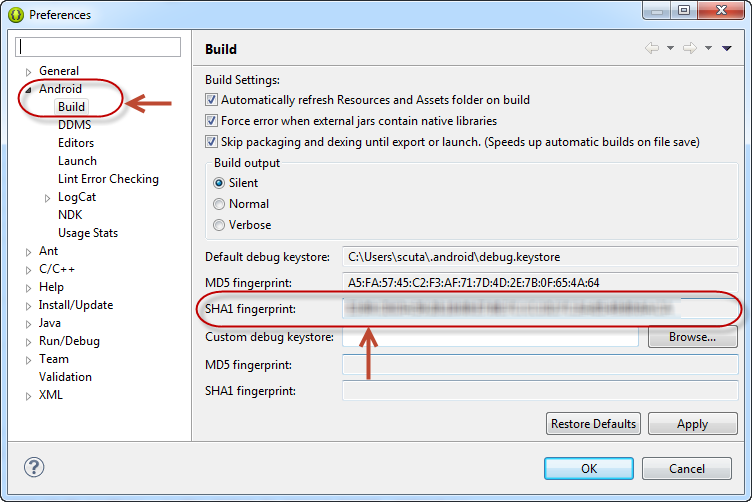 Preferences
General
Android
Build
DDMS
Editors
Launch
Lint Error Checking
LogCat
NDK
Usage Stats
Ant
C/C++
Help
Install/Update
Java
Run/Debug
Team
Validation
XML
Build
Build Settings:
Automatically refresh Resources and Assets folder on build
Force error when external jars contain native libraries
Skip packaging and dexing until export or launch. (Speeds up automatic builds on file save)
Build output
Silent
Normal
Verbose
Default debug keystore: C:\Users\scuta\.android\debug.keystore
MD5 fingerprint: A5:FA:57:45:C2:F3:AF:71:7D:4D:2E:7B:0F:65:4A:64
SHA1 fingerprint:
Custom debug keystore: Browse...
MD5 fingerprint:
SHA1 fingerprint:
Restore Defaults Apply
? OK Cancel